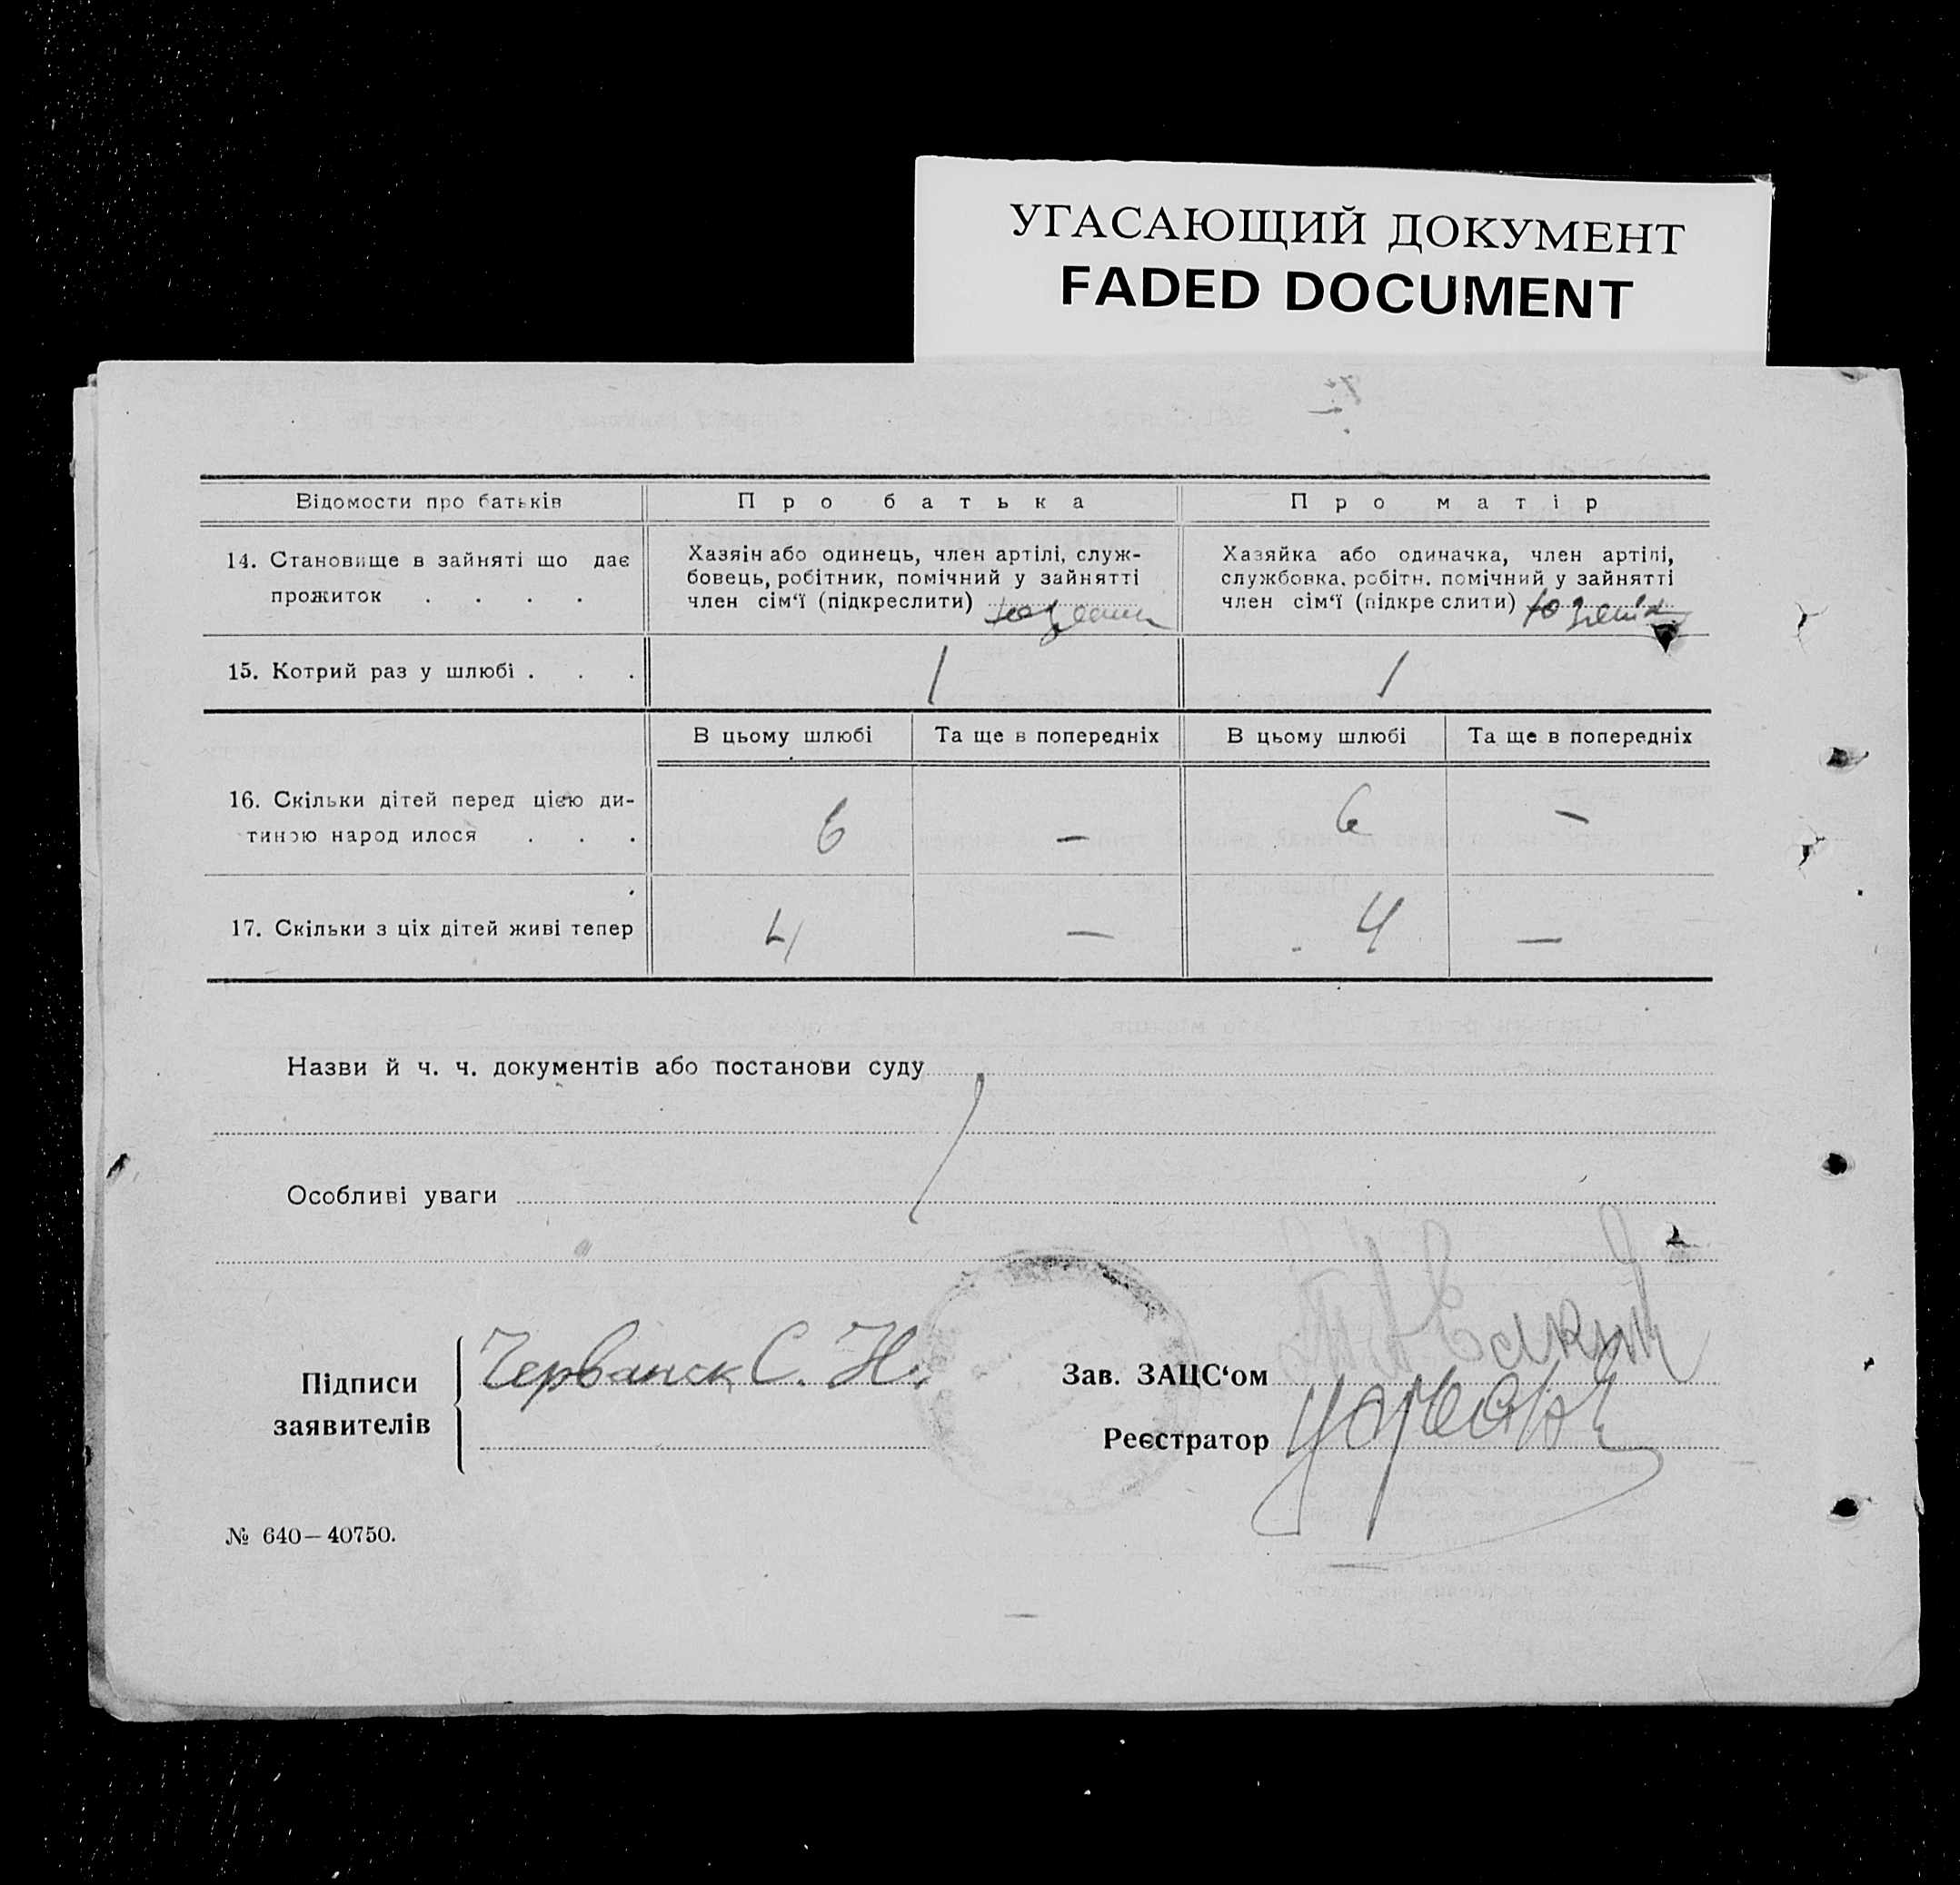 УГАСАЮЩИЙ ДОКУМЕНТ
FADED DOCUMENT
Відомости про батьків
Про батька
Про матір
14. Становище в зайняті що дає
прожиток . . . .
Хазяін або одинець, член артілі, служ-
бовець, робітник, помічний у зайнятті
член сім‘ї (підкреслити)
Хазяйка або одиначка, член артілі,
службовка, робітн. помічний у зайнятті
член сім‘ї (підкреслити)
15. Котрий раз у шлюбі . . .
1
1
В цьому шлюбі
Та ще в попередніх
В цьому шлюбі
Та ще в попередніх
16. Скільки дітей перед цією ди-
тиною народилося . . .
6
—
6
—
17. Скільки з ціх дітей живі тепер
4
—
4
—
Назви й ч. ч. документів або постанови суду
Особливі уваги
Підписи
заявителів
С. Н.
Зав. ЗАЦС‘ом
Реєстратор
№ 640—40750.